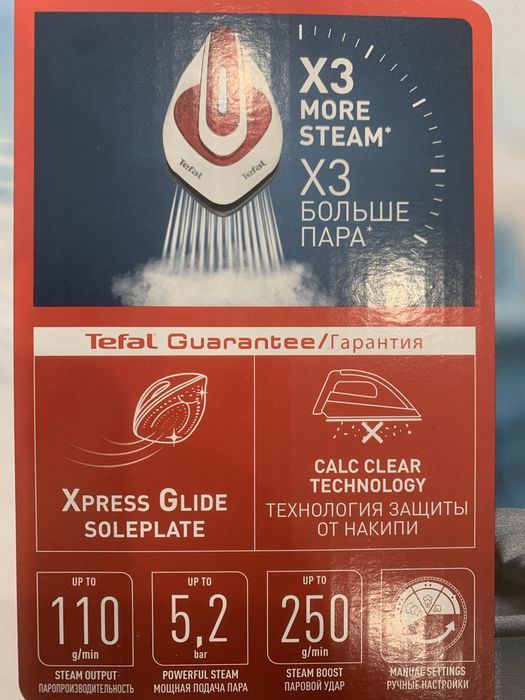 X3
MORE
STEAM*
X3
БОЛЬШЕ
ПАРА*
Tefal
Tefal
Tefal Guarantee/Гарантия
XPRESS GLIDE
SOLEPLATE
CALC CLEAR
TECHNOLOGY
ТЕХНОЛОГИЯ ЗАЩИТЫ
ОТ НАКИПИ
UP TO
110
g/min
STEAM OUTPUT
ПАРОПРОИЗВОДИТЕЛЬНОСТЬ
UP TO
5,2
bar
POWERFUL STEAM
МОЩНАЯ ПОДАЧА ПАРА
UP TO
250
g/min
STEAM BOOST
ПАРОВОЙ УДАР
MANUAL SETTINGS
РУЧНЫЕ НАСТРОЙКИ